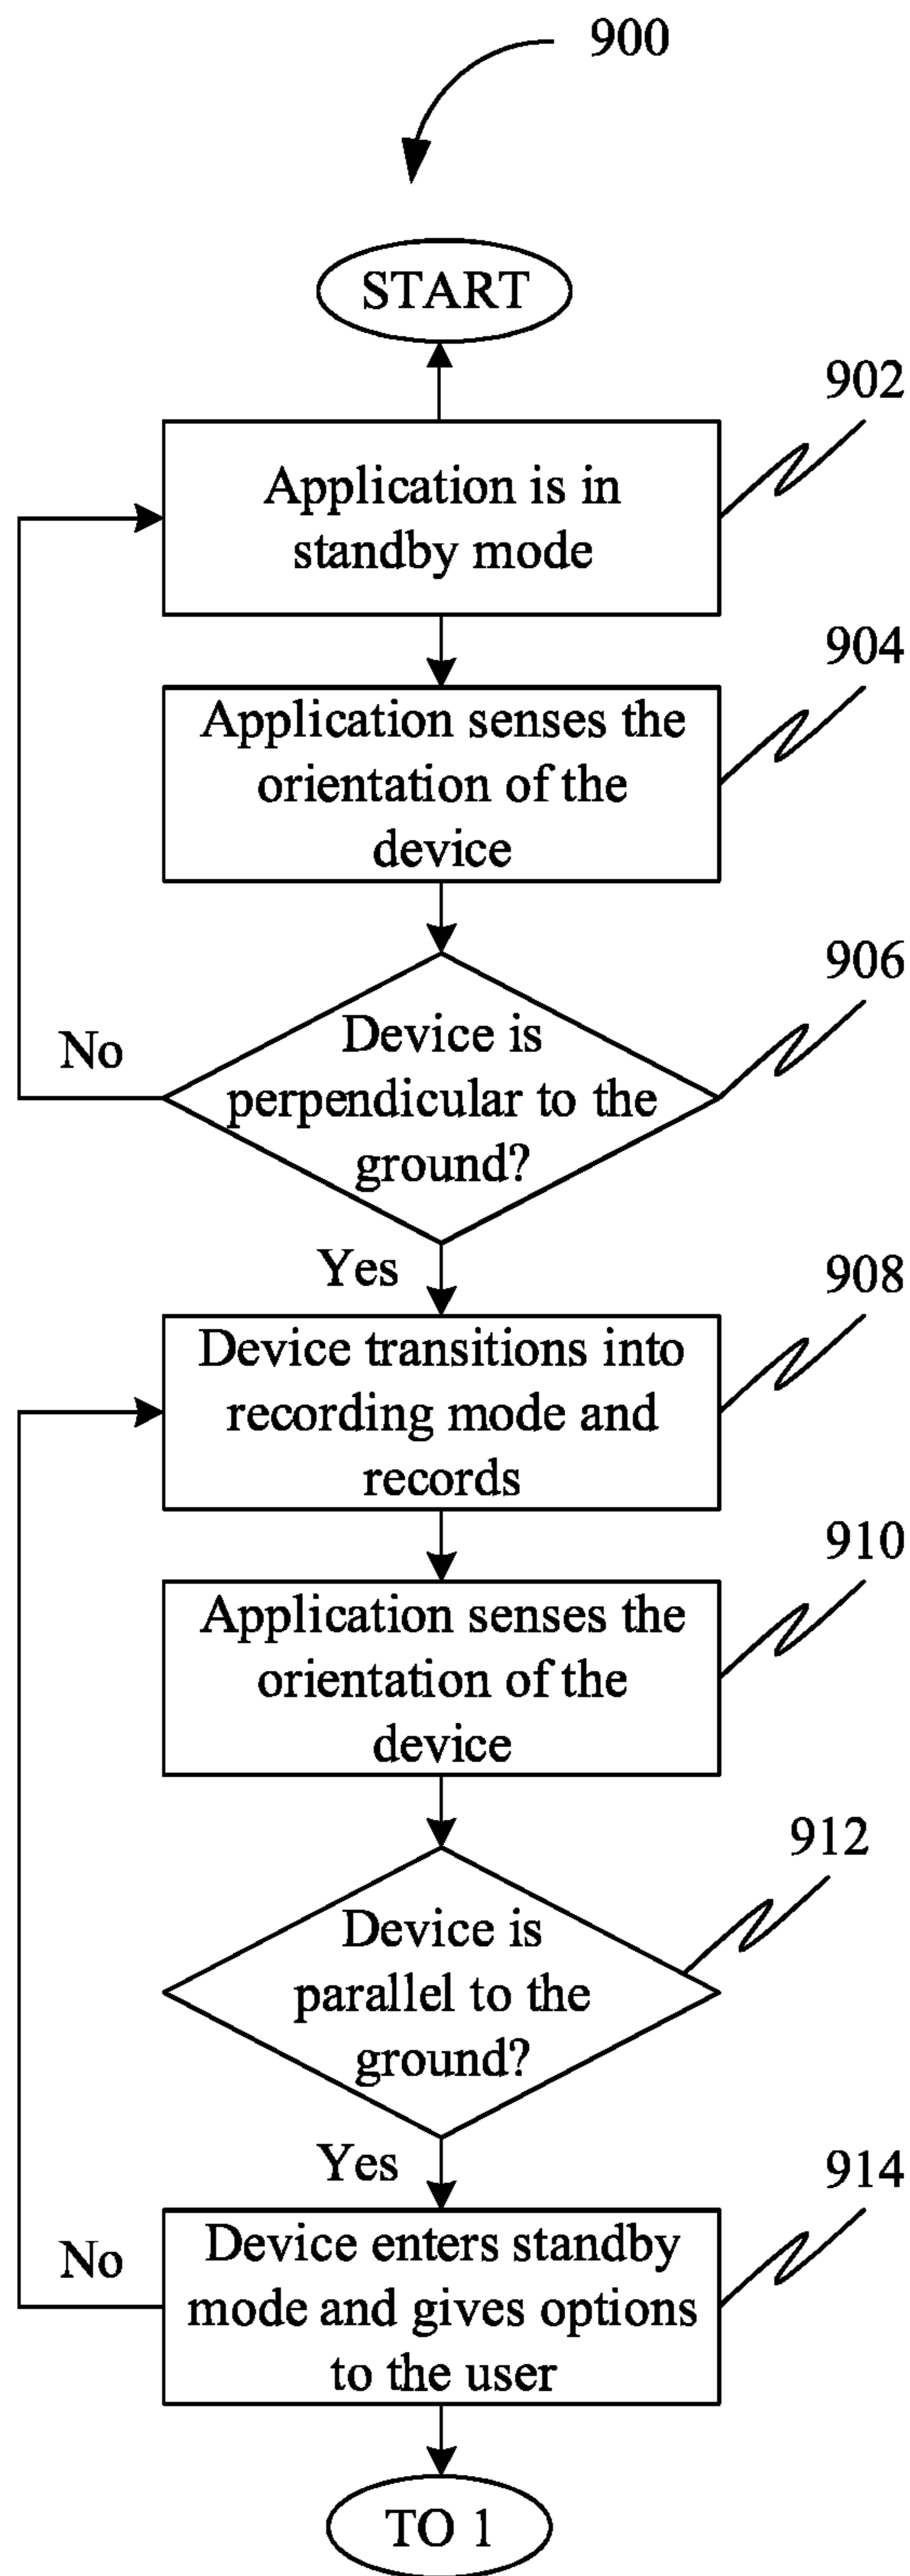 900
START
902
Application is in
standby mode
904
Application senses the
orientation of the
device
906
Device is
perpendicular to the
ground?
No
Yes
908
Device transitions into
recording mode and
records
910
Application senses the
orientation of the
device
912
Device is
parallel to the
ground?
Yes
914
No
Device enters standby
mode and gives options
to the user
TO 1